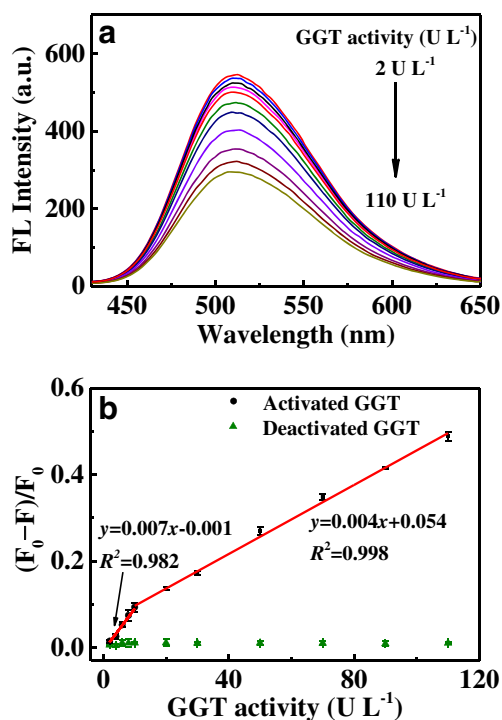 a
GGT activity (U L⁻¹)
2 U L⁻¹
110 U L⁻¹
FL Intensity (a.u.)
600
400
200
0
450 500 550 600 650
Wavelength (nm)
b
Activated GGT
Deactivated GGT
y=0.007x-0.001
R²=0.982
y=0.004x+0.054
R²=0.998
(F₀−F)/F₀
0.6
0.4
0.2
0.0
0 40 80 120
GGT activity (U L⁻¹)